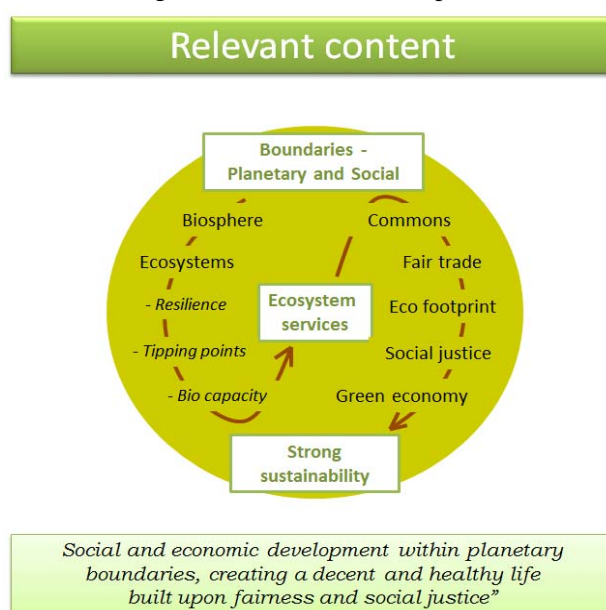 Relevant content
Boundaries -
Planetary and Social
Biosphere
Commons
Ecosystems
Fair trade
- Resilience
Ecosystem
services
Eco footprint
- Tipping points
Social justice
- Bio capacity
Green economy
Strong
sustainability
Social and economic development within planetary
boundaries, creating a decent and healthy life
built upon fairness and social justice”